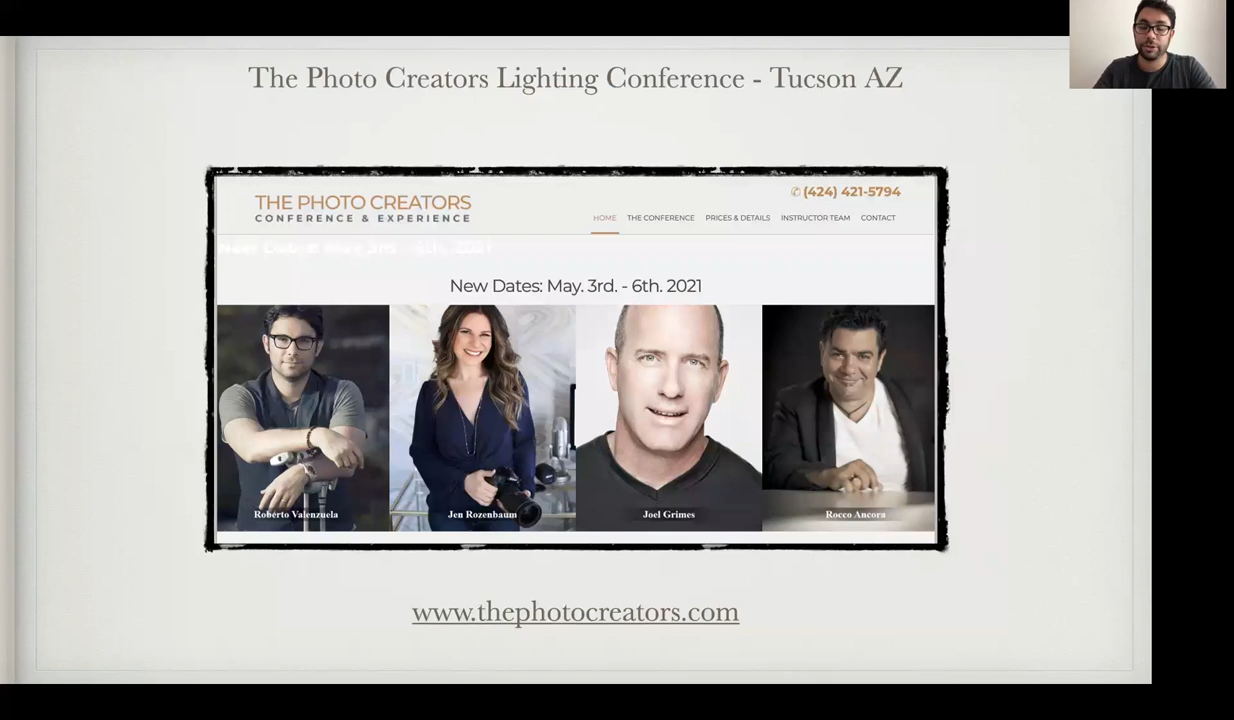 The Photo Creators Lighting Conference - Tucson AZ
(424) 421-5794
THE PHOTO CREATORS
CONFERENCE & EXPERIENCE
HOME THE CONFERENCE PRICES & DETAILS INSTRUCTOR TEAM CONTACT
New Dates: May. 3rd. - 6th. 2021
Roberto Valenzuela
Jen Rozenbaum
Joel Grimes
Rocco Ancora
www.thephotocreators.com